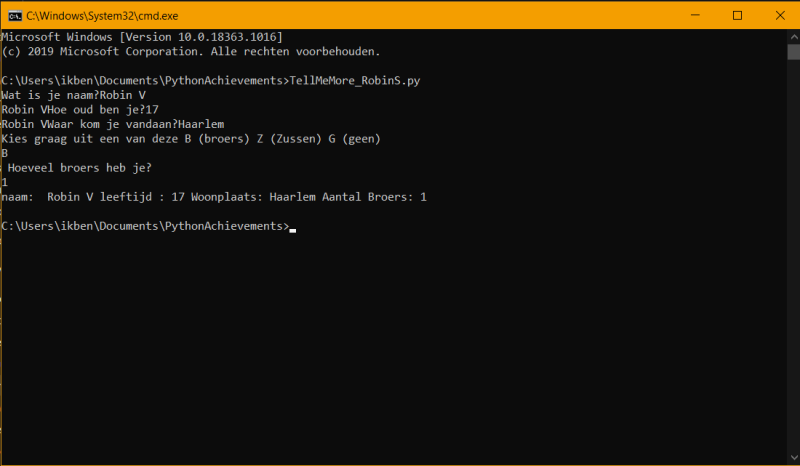 C:\Windows\System32\cmd.exe
Microsoft Windows [Version 10.0.18363.1016]
(c) 2019 Microsoft Corporation. Alle rechten voorbehouden.
C:\Users\ikben\Documents\PythonAchievements>TellMeMore_RobinS.py
Wat is je naam?Robin V
Robin VHoe oud ben je?17
Robin VWaar kom je vandaan?Haarlem
Kies graag uit een van deze B (broers) Z (Zussen) G (geen)
B
Hoeveel broers heb je?
1
naam:  Robin V leeftijd : 17 Woonplaats: Haarlem Aantal Broers: 1
C:\Users\ikben\Documents\PythonAchievements>